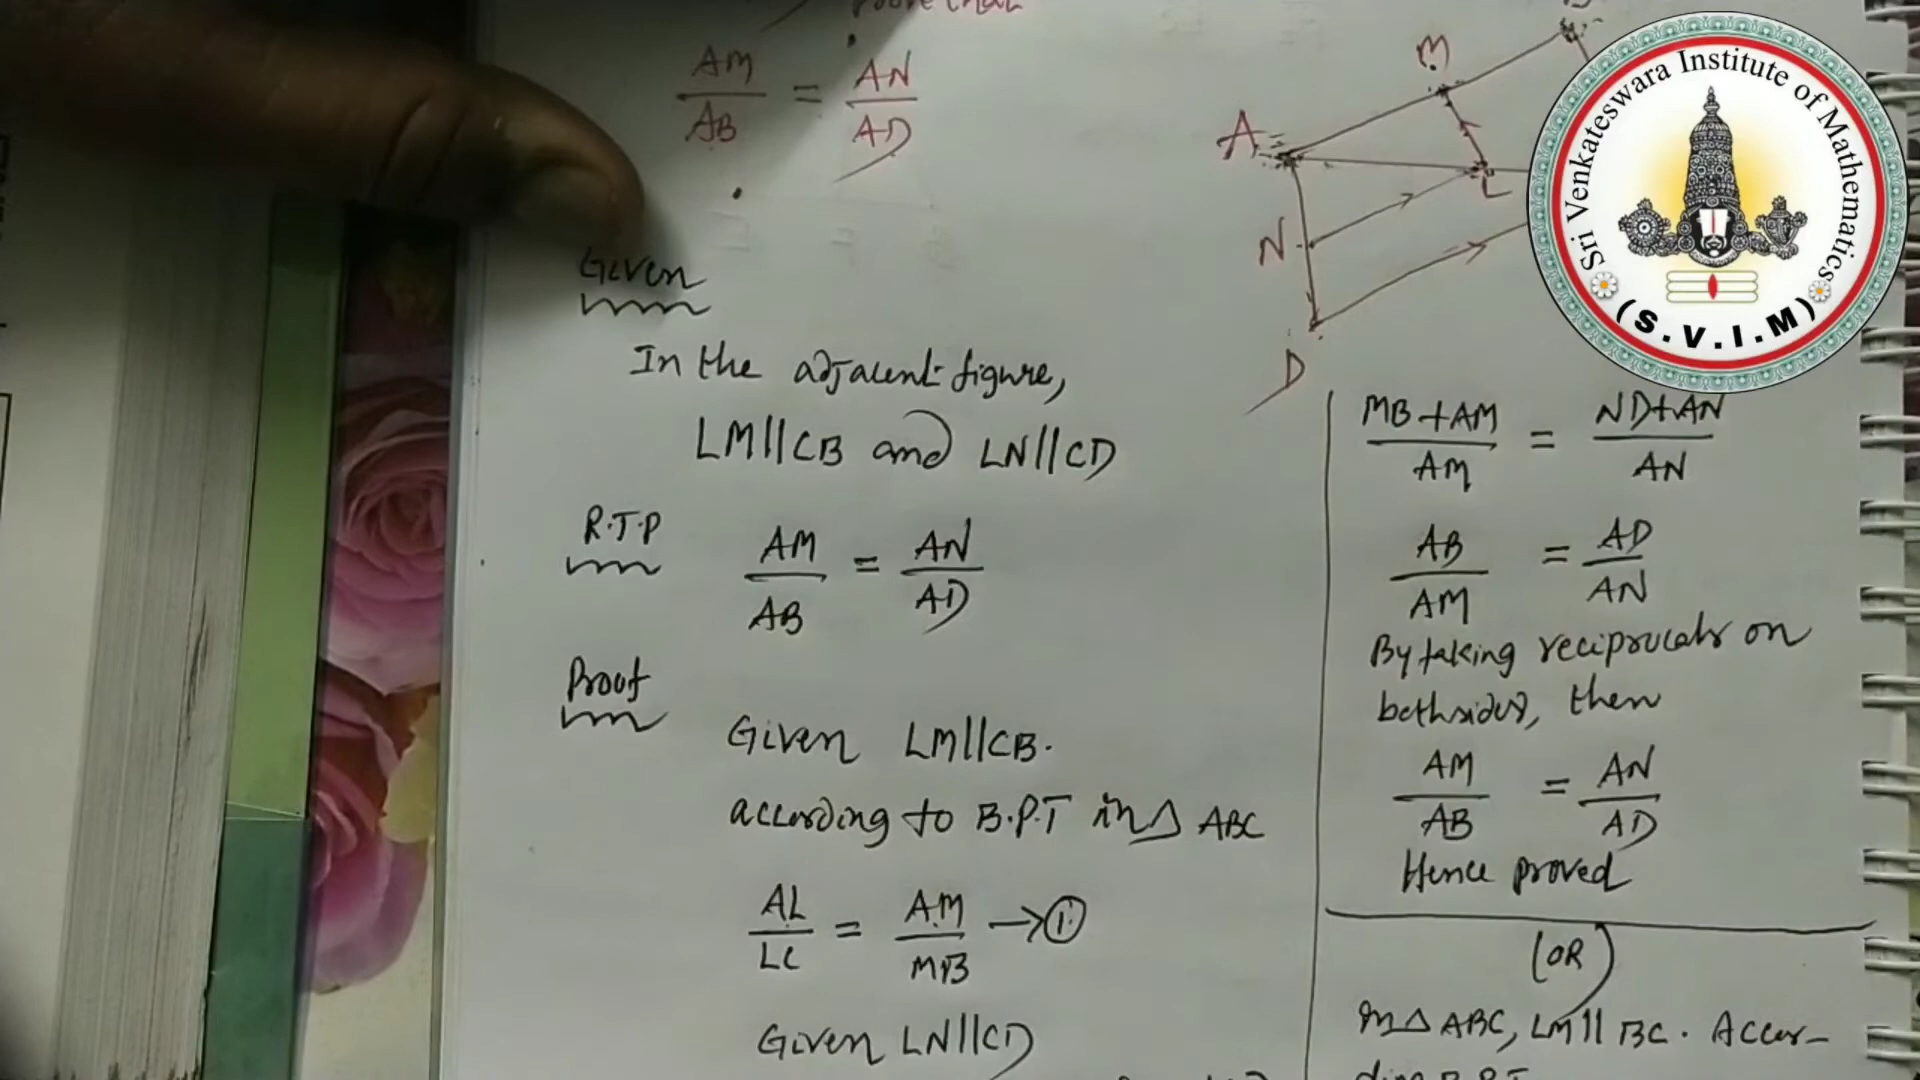 AM/AB = AN/AD
M
A
L
N
D
Given
In the adjacent figure,
LM||CB and LN||CD
R.T.P AM/AB = AN/AD
Proof
Given LM||CB.
according to B.P.T in △ ABC
AL/LC = AM/MB → ①
Given LN||CD
MB+AM/AM = ND+AN/AN
AB/AM = AD/AN
By taking reciprocals on
bothsides, then
AM/AB = AN/AD
Hence proved
(OR)
in △ ABC, LM || BC. Accor-
Sri Venkateswara Institute of Mathematics
(S.V.I.M)